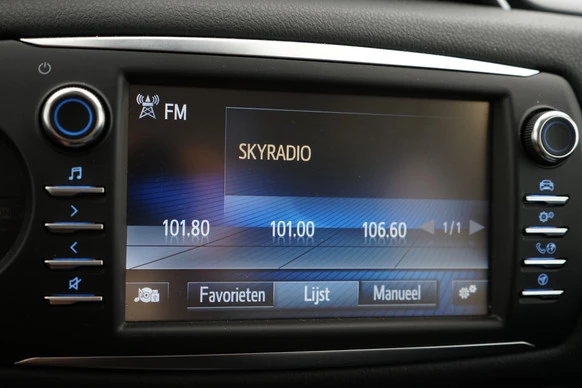 FM
SKYRADIO
101.80 101.00 106.60 1/1
Favorieten Lijst Manueel